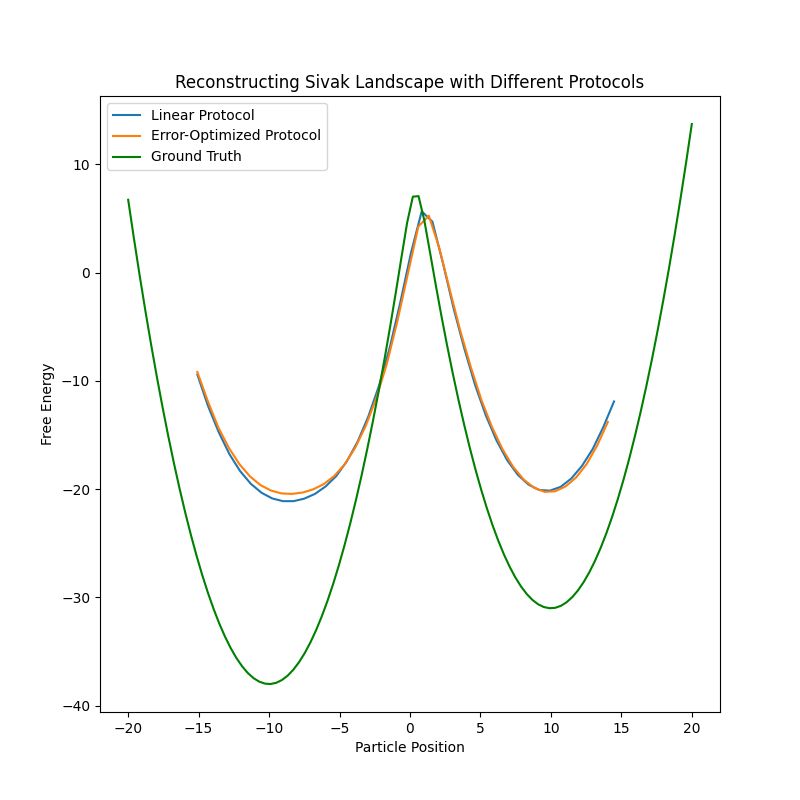 Reconstructing Sivak Landscape with Different Protocols
Linear Protocol
Error-Optimized Protocol
Ground Truth
10
0
−10
−20
−30
−40
Free Energy
−20 −15 −10 −5 0 5 10 15 20
Particle Position